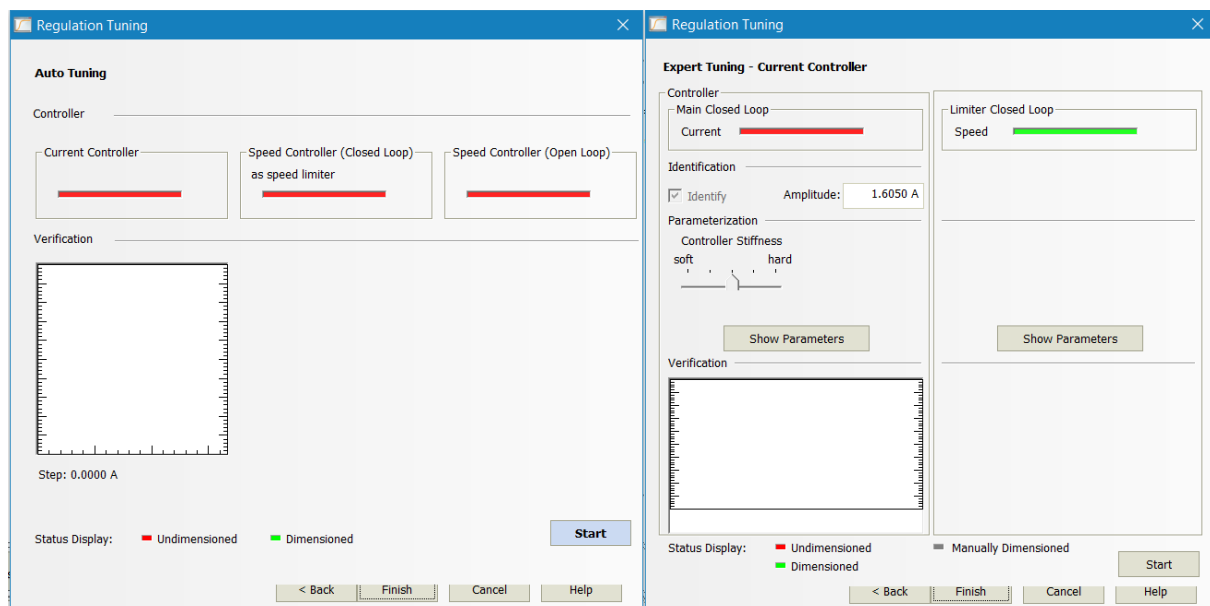 Regulation Tuning
Auto Tuning
Controller
Current Controller
Speed Controller (Closed Loop)
as speed limiter
Speed Controller (Open Loop)
Verification
Step: 0.0000 A
Status Display:
Undimensioned
Dimensioned
Start
< Back
Finish
Cancel
Help
Regulation Tuning
Expert Tuning - Current Controller
Controller
Main Closed Loop
Current
Limiter Closed Loop
Speed
Identification
Identify
Amplitude:
1.6050 A
Parameterization
Controller Stiffness
soft
hard
Show Parameters
Show Parameters
Verification
Status Display:
Undimensioned
Manually Dimensioned
Dimensioned
Start
< Back
Finish
Cancel
Help